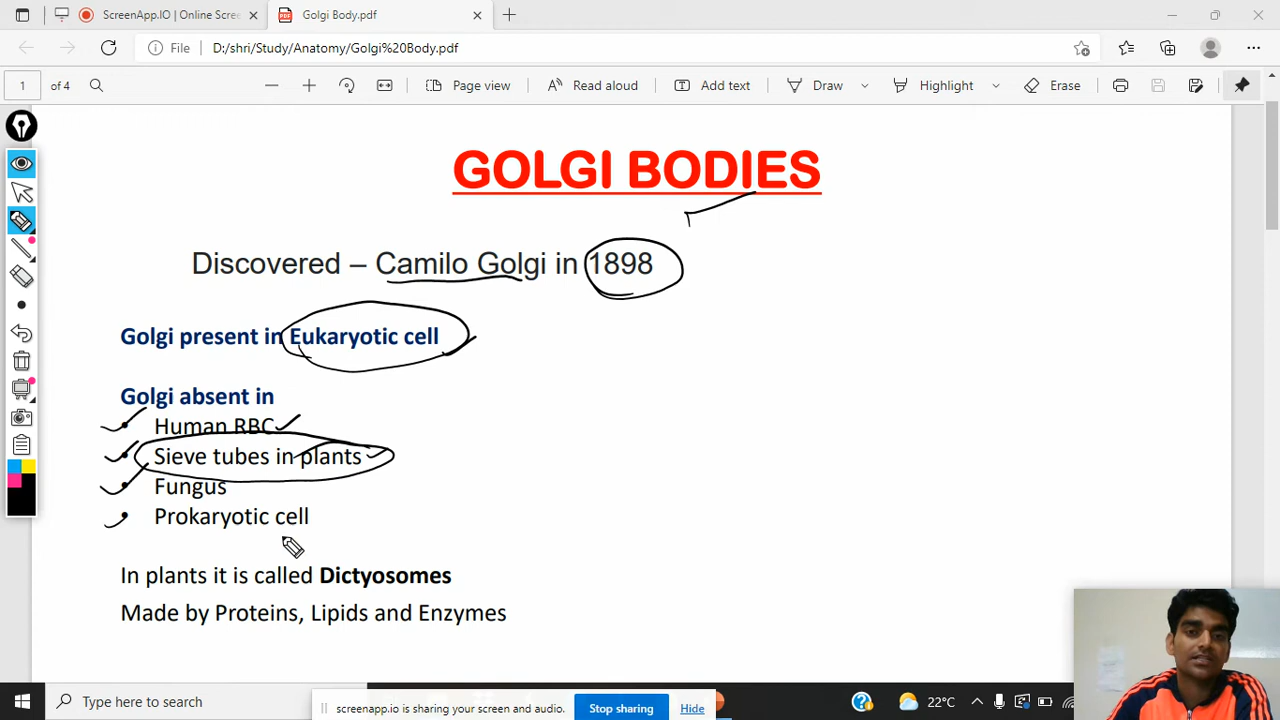 ScreenApp.IO | Online Screen
Golgi Body.pdf
File
D:/shri/Study/Anatomy/Golgi%20Body.pdf
1
of 4
Page view
Read aloud
Add text
Draw
Highlight
Erase
GOLGI BODIES
Discovered – Camilo Golgi in 1898
Golgi present in Eukaryotic cell
Golgi absent in
• Human RBC
• Sieve tubes in plants
• Fungus
• Prokaryotic cell
In plants it is called Dictyosomes
Made by Proteins, Lipids and Enzymes
Type here to search
screenapp.io is sharing your screen and audio.
Stop sharing
Hide
22°C